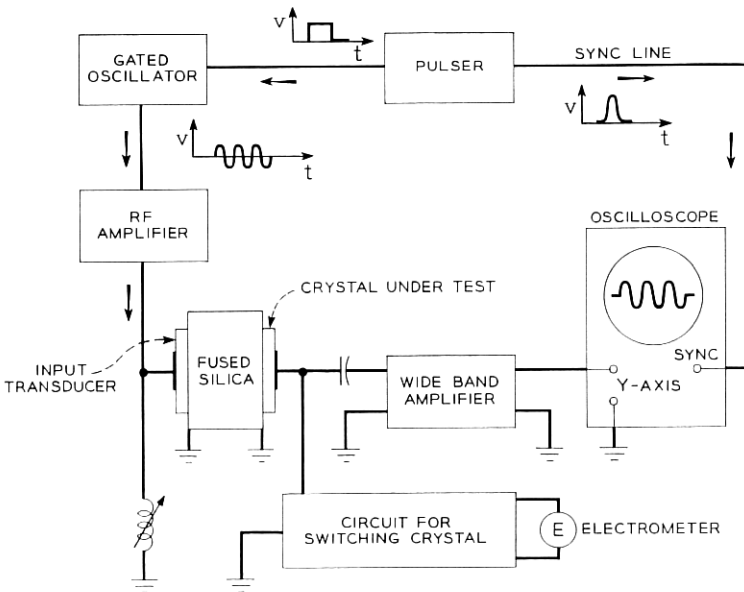 V
t
GATED
OSCILLATOR
PULSER
SYNC LINE
V
t
V
t
RF
AMPLIFIER
OSCILLOSCOPE
CRYSTAL UNDER TEST
INPUT
TRANSDUCER
FUSED
SILICA
WIDE BAND
AMPLIFIER
SYNC
Y-AXIS
CIRCUIT FOR
SWITCHING CRYSTAL
E
ELECTROMETER